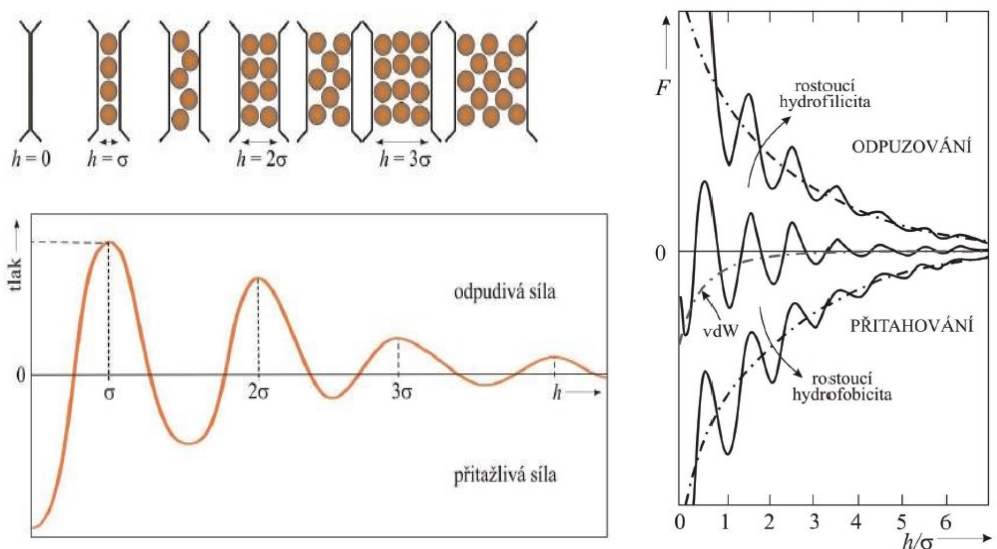 h = 0
h = σ
h = 2σ
h = 3σ
tlak
0
σ
2σ
3σ
h
odpudivá síla
přitažlivá síla
F
rostoucí
hydrofilicita
ODPUZOVÁNÍ
0
vdW
PŘITAHOVÁNÍ
rostoucí
hydrofobicita
0 1 2 3 4 5 6
h/σ